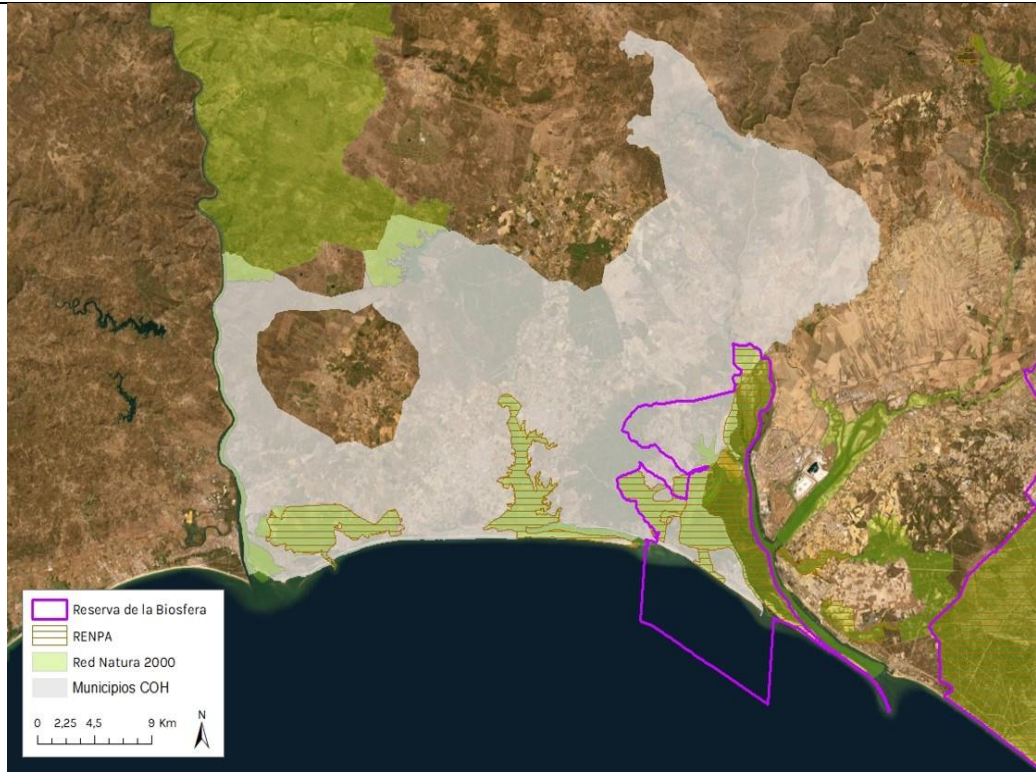 Reserva de la Biosfera
RENPA
Red Natura 2000
Municipios COH
0 2,25 4,5 9 Km
N